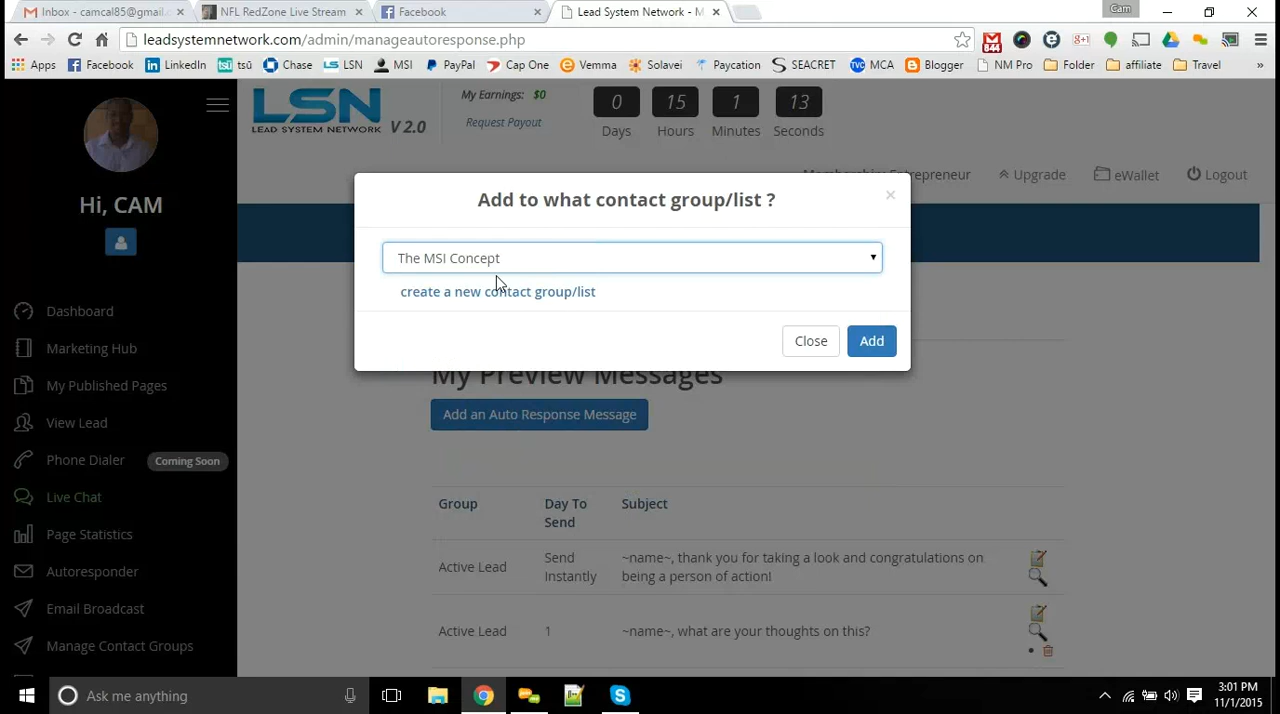 Inbox - camcal85@gmail.
NFL RedZone Live Stream
Facebook
Lead System Network - M
Cam
leadsystemnetwork.com/admin/manageautoresponse.php
844
g+1
Apps
Facebook
LinkedIn
tsū
Chase
LSN
MSI
PayPal
Cap One
Vemma
Solavei
Paycation
SEACRET
MCA
Blogger
NM Pro
Folder
affiliate
Travel
»
LSN
LEAD SYSTEM NETWORK
V 2.0
My Earnings: $0
Request Payout
0
15
1
13
Days
Hours
Minutes
Seconds
Membership: Entrepreneur
Upgrade
eWallet
Logout
Hi, CAM
Dashboard
Marketing Hub
My Published Pages
View Lead
Phone Dialer
Coming Soon
Live Chat
Page Statistics
Autoresponder
Email Broadcast
Manage Contact Groups
Add to what contact group/list ?
×
The MSI Concept
create a new contact group/list
Close
Add
My Preview Messages
Add an Auto Response Message
Group
Day To
Send
Subject
Active Lead
Send
Instantly
~name~, thank you for taking a look and congratulations on
being a person of action!
Active Lead
1
~name~, what are your thoughts on this?
Ask me anything
3:01 PM
11/1/2015